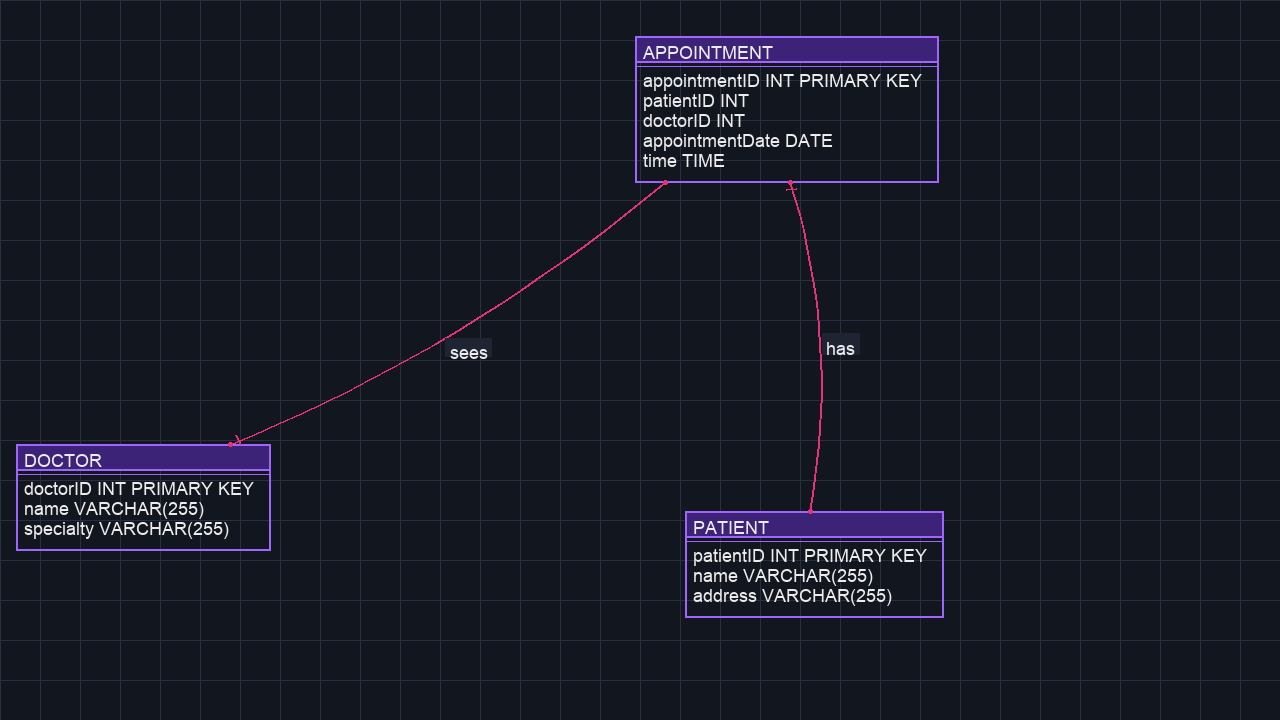 APPOINTMENT
appointmentID INT PRIMARY KEY
patientID INT
doctorID INT
appointmentDate DATE
time TIME
sees
has
DOCTOR
doctorID INT PRIMARY KEY
name VARCHAR(255)
specialty VARCHAR(255)
PATIENT
patientID INT PRIMARY KEY
name VARCHAR(255)
address VARCHAR(255)